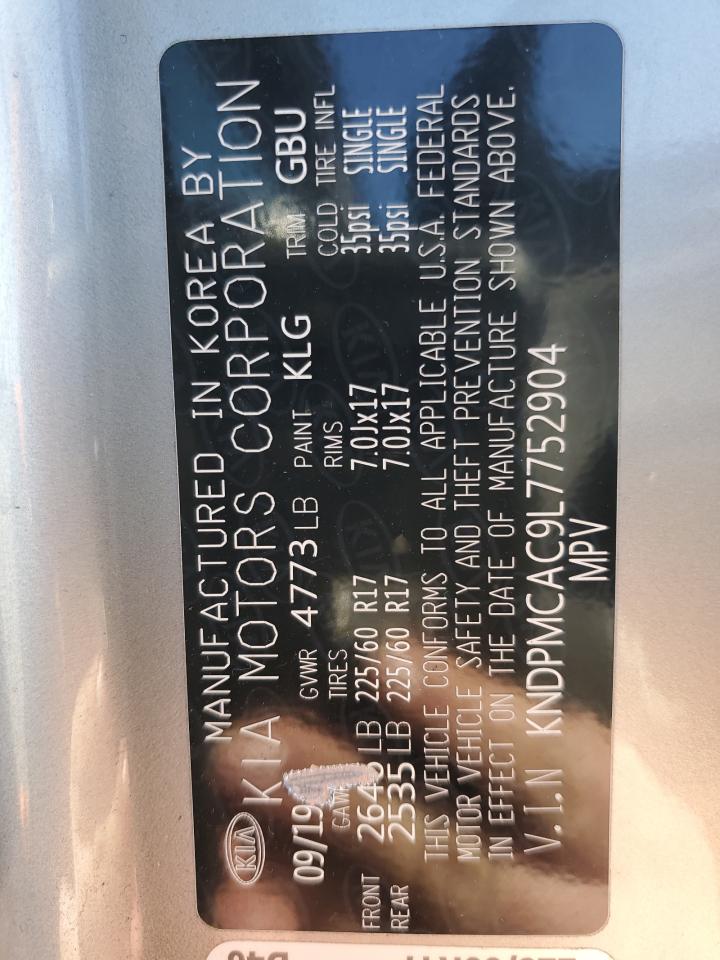 MANUFACTURED IN KOREA BY
KIA KIA MOTORS CORPORATION
09/19 GVWR 4773 LB PAINT KLG TRIM GBU
TIRES RIMS COLD TIRE INFL
FRONT LB 225/60 R17 7.0Jx17 35psi SINGLE
REAR 2535 LB 225/60 R17 7.0Jx17 35psi SINGLE
THIS VEHICLE CONFORMS TO ALL APPLICABLE U.S.A. FEDERAL
MOTOR VEHICLE SAFETY AND THEFT PREVENTION STANDARDS
IN EFFECT ON THE DATE OF MANUFACTURE SHOWN ABOVE.
V.I.N KNDPMCAC9L7752904
MPV